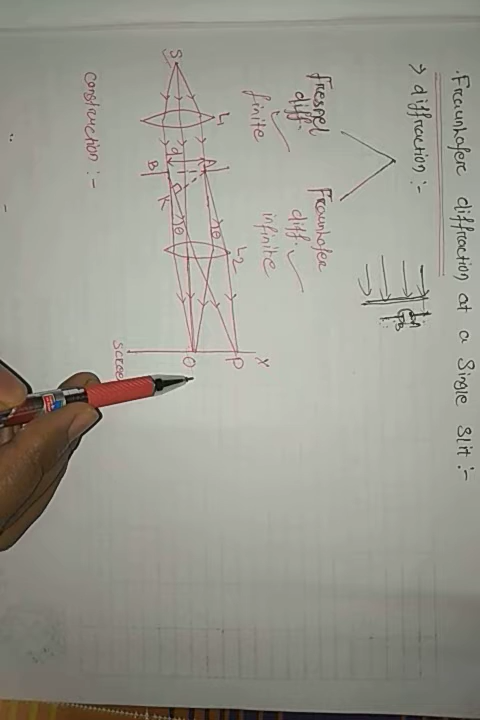 Fraunhofer diffraction at a Single Slit :-
> diffraction :-
Fresnel
diff.
finite
Fraunhofer
diff.
infinite
S
L1
A
B
d
K
θ
θ
L2
X
P
O
Screen
Construction :-